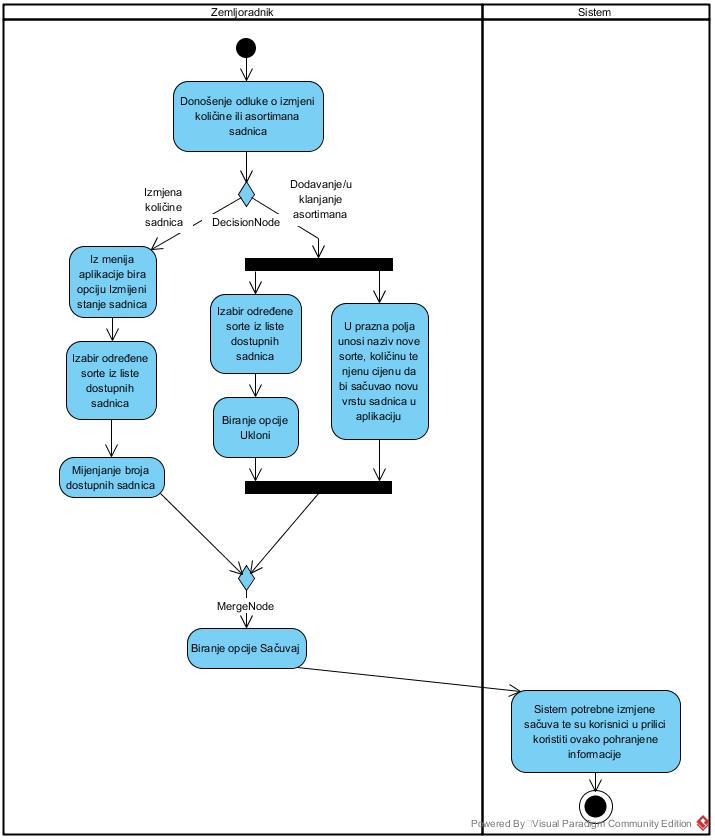 Zemljoradnik
Sistem
Donošenje odluke o izmjeni
količine ili asortimana
sadnica
Izmjena
količine
sadnica
DecisionNode
Dodavanje/u
klanjanje
asortimana
Iz menija
aplikacije bira
opciju Izmijeni
stanje sadnica
Izabir određene
sorte iz liste
dostupnih
sadnica
Mijenjanje broja
dostupnih sadnica
Izabir određene
sorte iz liste
dostupnih
sadnica
Biranje opcije
Ukloni
U prazna polja
unosi naziv nove
sorte, količinu te
njenu cijenu da
bi sačuvao novu
vrstu sadnica u
aplikaciju
MergeNode
Biranje opcije Sačuvaj
Sistem potrebne izmjene
sačuva te su korisnici u prilici
koristiti ovako pohranjene
informacije
Powered By Visual Paradigm Community Edition